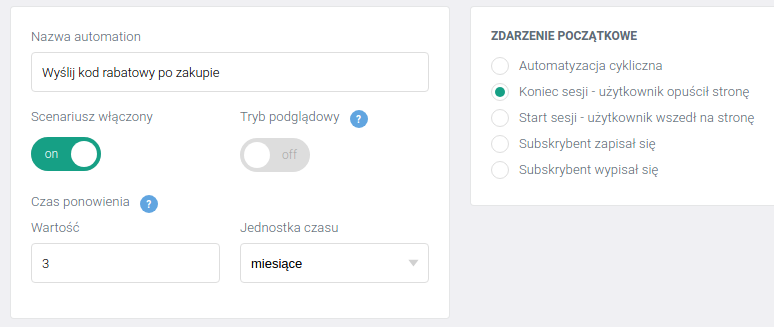 Nazwa automation
Wyślij kod rabatowy po zakupie
Scenariusz włączony
Tryb podglądowy ?
on
off
Czas ponowienia ?
Wartość
Jednostka czasu
3
miesiące
ZDARZENIE POCZĄTKOWE
Automatyzacja cykliczna
Koniec sesji - użytkownik opuścił stronę
Start sesji - użytkownik wszedł na stronę
Subskrybent zapisał się
Subskrybent wypisał się